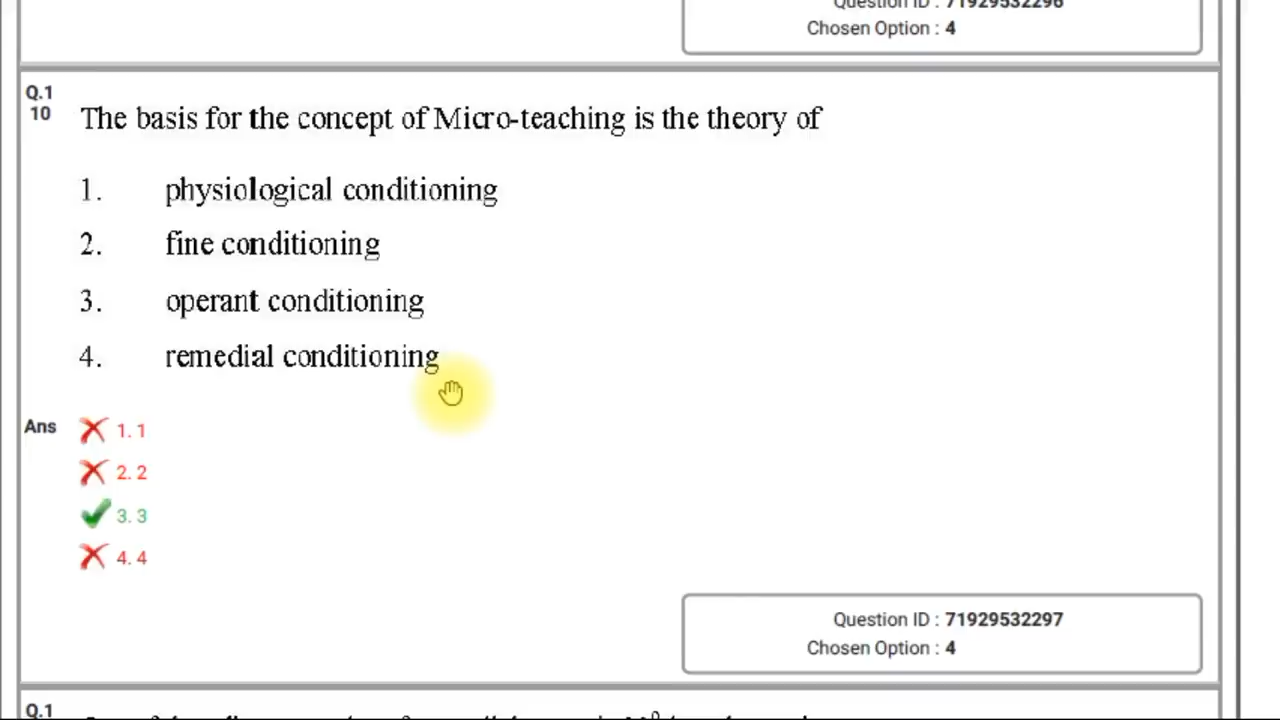 Question ID : 71929532296
Chosen Option : 4
Q.1
10
The basis for the concept of Micro-teaching is the theory of
1. physiological conditioning
2. fine conditioning
3. operant conditioning
4. remedial conditioning
Ans
1. 1
2. 2
3. 3
4. 4
Question ID : 71929532297
Chosen Option : 4
Q.1